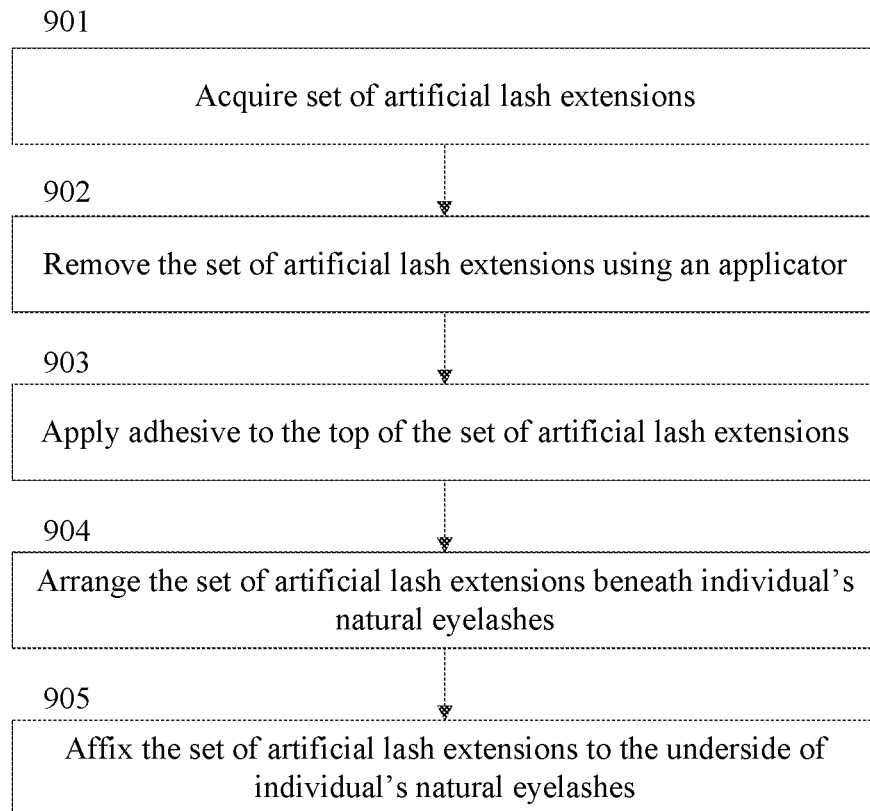 901
Acquire set of artificial lash extensions
902
Remove the set of artificial lash extensions using an applicator
903
Apply adhesive to the top of the set of artificial lash extensions
904
Arrange the set of artificial lash extensions beneath individual’s
natural eyelashes
905
Affix the set of artificial lash extensions to the underside of
individual’s natural eyelashes